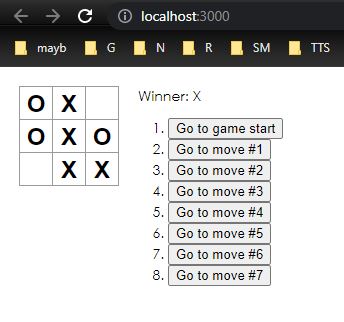 localhost:3000
mayb G N R SM TTS
O X
O X O
X X
Winner: X
1. Go to game start
2. Go to move #1
3. Go to move #2
4. Go to move #3
5. Go to move #4
6. Go to move #5
7. Go to move #6
8. Go to move #7